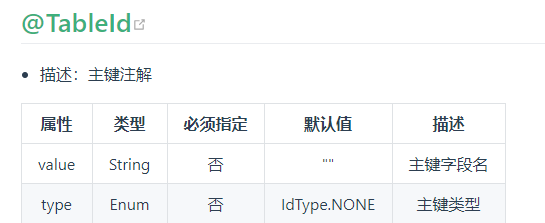 @TableId
描述：主键注解
属性 类型 必须指定 默认值 描述
value String 否 "" 主键字段名
type Enum 否 IdType.NONE 主键类型